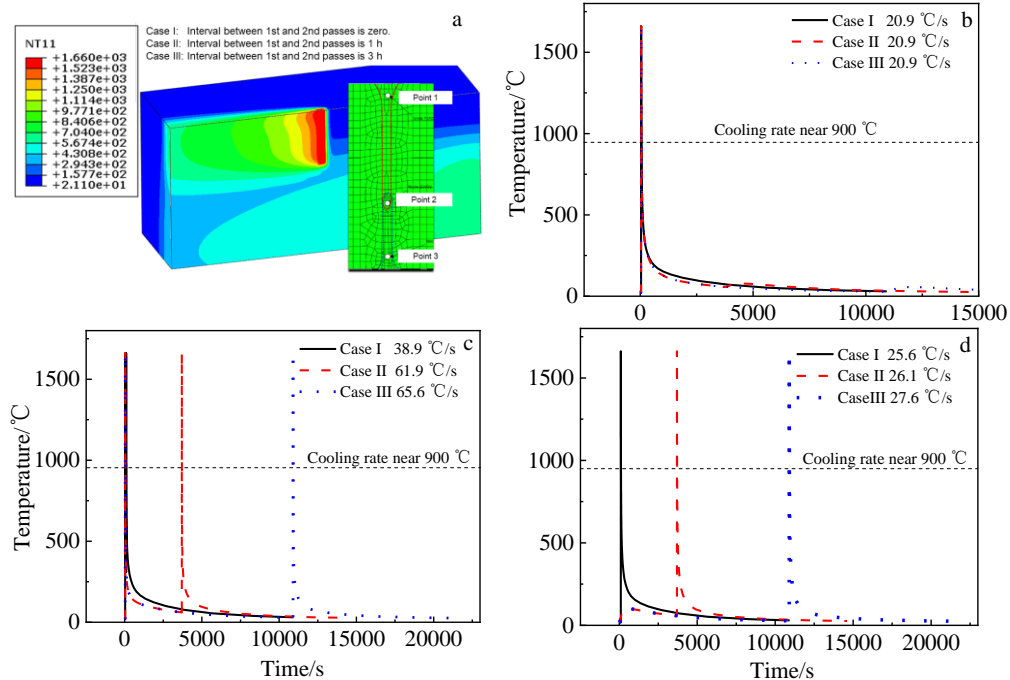 a
Case I: Interval between 1st and 2nd passes is zero.
Case II: Interval between 1st and 2nd passes is 1 h
Case III: Interval between 1st and 2nd passes is 3 h
NT11
+1.660e+03
+1.523e+03
+1.387e+03
+1.250e+03
+1.114e+03
+9.771e+02
+8.406e+02
+7.040e+02
+5.674e+02
+4.308e+02
+2.943e+02
+1.577e+02
+2.110e+01
Point 1
Point 2
Point 3
b
Case I 20.9 ℃/s
Case II 20.9 ℃/s
Case III 20.9 ℃/s
Cooling rate near 900 ℃
Temperature/℃
1500
1000
500
0
0 5000 10000 15000
c
Case I 38.9 ℃/s
Case II 61.9 ℃/s
Case III 65.6 ℃/s
Cooling rate near 900 ℃
Temperature/℃
1500
1000
500
0
0 5000 10000 15000 20000
Time/s
d
Case I 25.6 ℃/s
Case II 26.1 ℃/s
CaseIII 27.6 ℃/s
Cooling rate near 900 ℃
1500
1000
500
0
0 5000 10000 15000 20000
Time/s